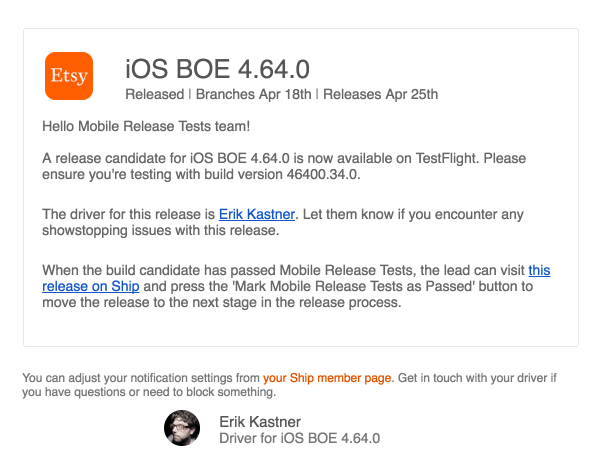 Etsy
iOS BOE 4.64.0
Released | Branches Apr 18th | Releases Apr 25th
Hello Mobile Release Tests team!
A release candidate for iOS BOE 4.64.0 is now available on TestFlight. Please
ensure you're testing with build version 46400.34.0.
The driver for this release is Erik Kastner. Let them know if you encounter any
showstopping issues with this release.
When the build candidate has passed Mobile Release Tests, the lead can visit this
release on Ship and press the 'Mark Mobile Release Tests as Passed' button to
move the release to the next stage in the release process.
You can adjust your notification settings from your Ship member page. Get in touch with your driver if
you have questions or need to block something.
Erik Kastner
Driver for iOS BOE 4.64.0